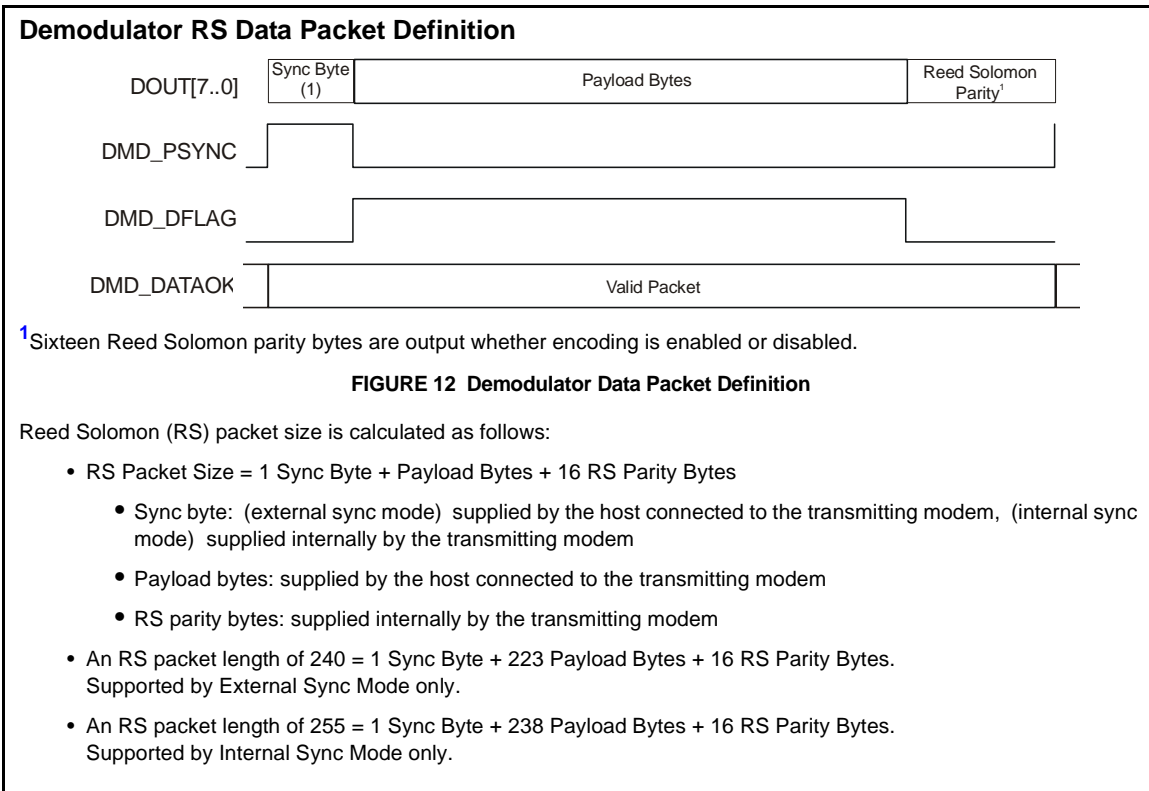 Demodulator RS Data Packet Definition
DOUT[7..0]
Sync Byte
(1)
Payload Bytes
Reed Solomon
Parity1
DMD_PSYNC
DMD_DFLAG
DMD_DATAOK
Valid Packet
1Sixteen Reed Solomon parity bytes are output whether encoding is enabled or disabled.
FIGURE 12 Demodulator Data Packet Definition
Reed Solomon (RS) packet size is calculated as follows:
• RS Packet Size = 1 Sync Byte + Payload Bytes + 16 RS Parity Bytes
• Sync byte: (external sync mode) supplied by the host connected to the transmitting modem, (internal sync
mode) supplied internally by the transmitting modem
• Payload bytes: supplied by the host connected to the transmitting modem
• RS parity bytes: supplied internally by the transmitting modem
• An RS packet length of 240 = 1 Sync Byte + 223 Payload Bytes + 16 RS Parity Bytes.
Supported by External Sync Mode only.
• An RS packet length of 255 = 1 Sync Byte + 238 Payload Bytes + 16 RS Parity Bytes.
Supported by Internal Sync Mode only.